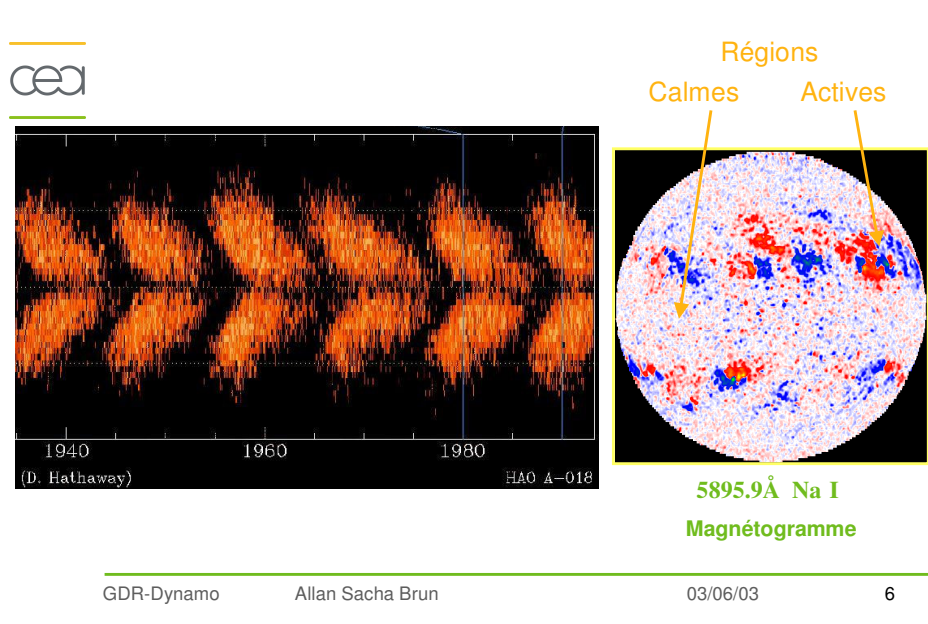 cea
Régions
Calmes Actives
1940 1960 1980
(D. Hathaway) HAO A-018
5895.9Å Na I
Magnétogramme
GDR-Dynamo Allan Sacha Brun 03/06/03 6